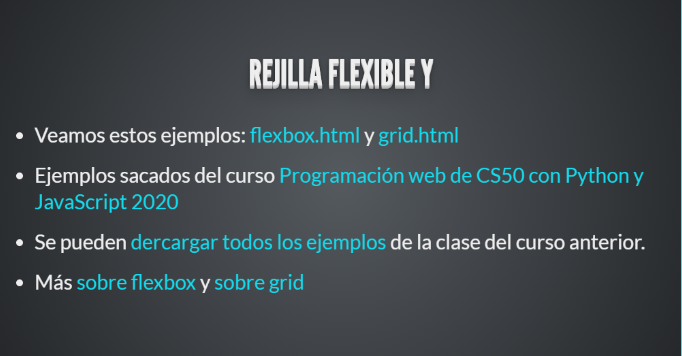 REJILLA FLEXIBLE Y
Veamos estos ejemplos: flexbox.html y grid.html
Ejemplos sacados del curso Programación web de CS50 con Python y
JavaScript 2020
Se pueden dercargar todos los ejemplos de la clase del curso anterior.
Más sobre flexbox y sobre grid